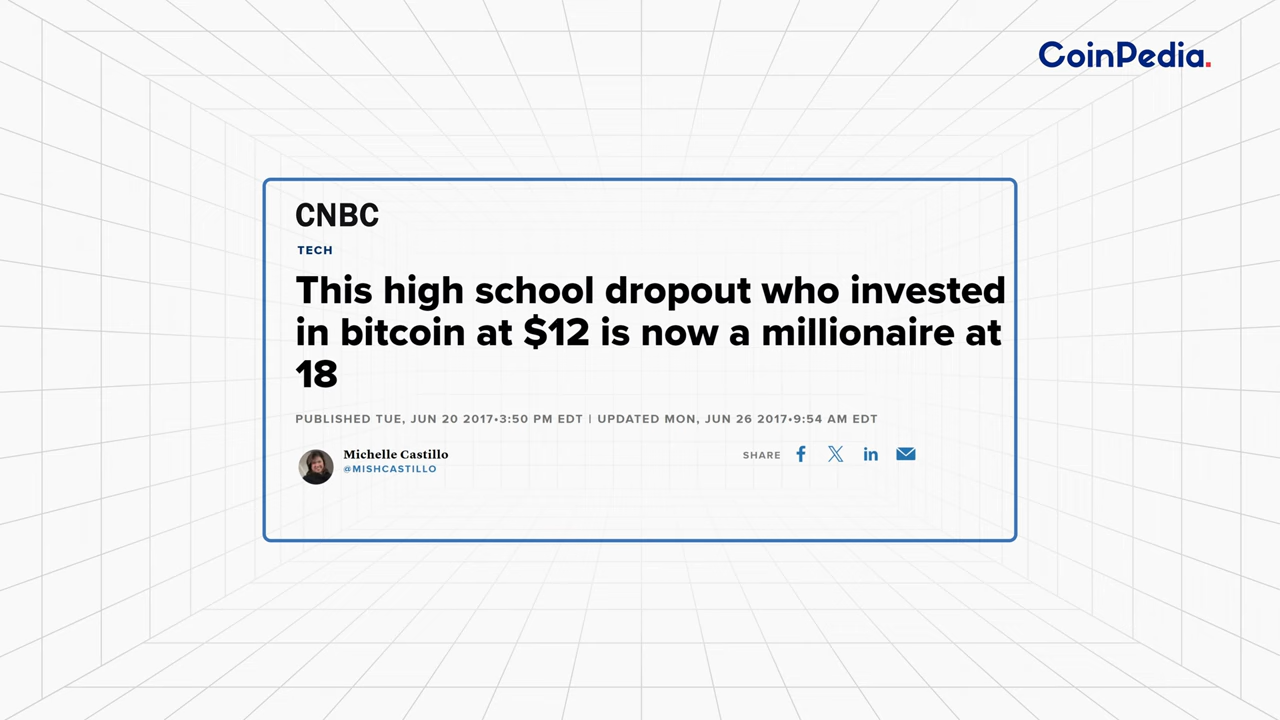 CoinPedia.
CNBC
TECH
This high school dropout who invested
in bitcoin at $12 is now a millionaire at
18
PUBLISHED TUE, JUN 20 2017•3:50 PM EDT | UPDATED MON, JUN 26 2017•9:54 AM EDT
Michelle Castillo
@MISHCASTILLO
SHARE f X in